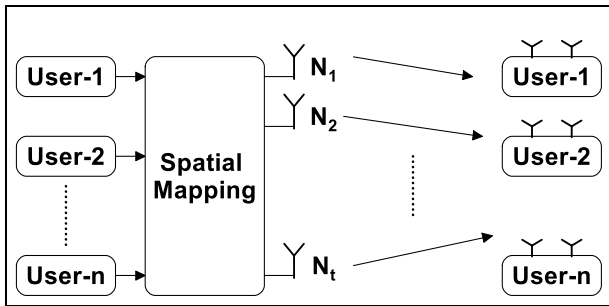 User-1
User-2
User-n
Spatial
Mapping
N1
N2
Nt
User-1
User-2
User-n